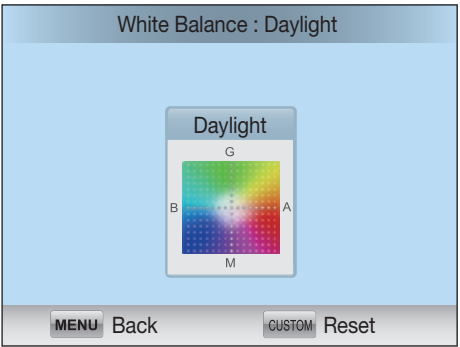 White Balance : Daylight
Daylight
G
B A
M
MENU Back CUSTOM Reset